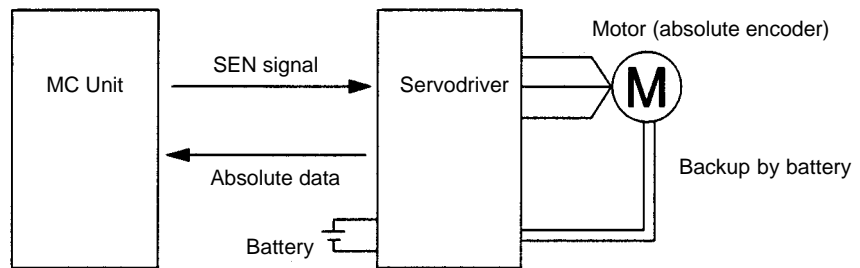 Motor (absolute encoder)
MC Unit
SEN signal
Servodriver
M
Absolute data
Backup by battery
Battery